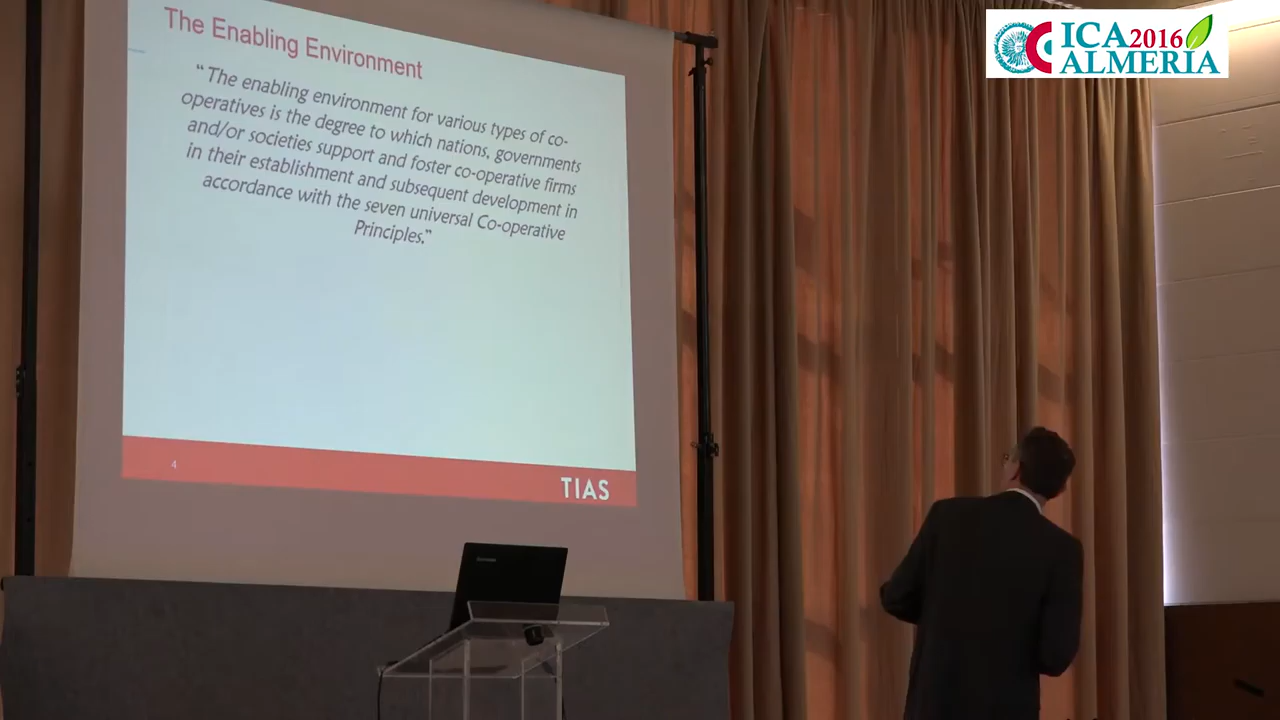 The Enabling Environment
“ The enabling environment for various types of co-
operatives is the degree to which nations, governments
and/or societies support and foster co-operative firms
in their establishment and subsequent development in
accordance with the seven universal Co-operative
Principles.”
4
TIAS
ICA 2016
ALMERIA